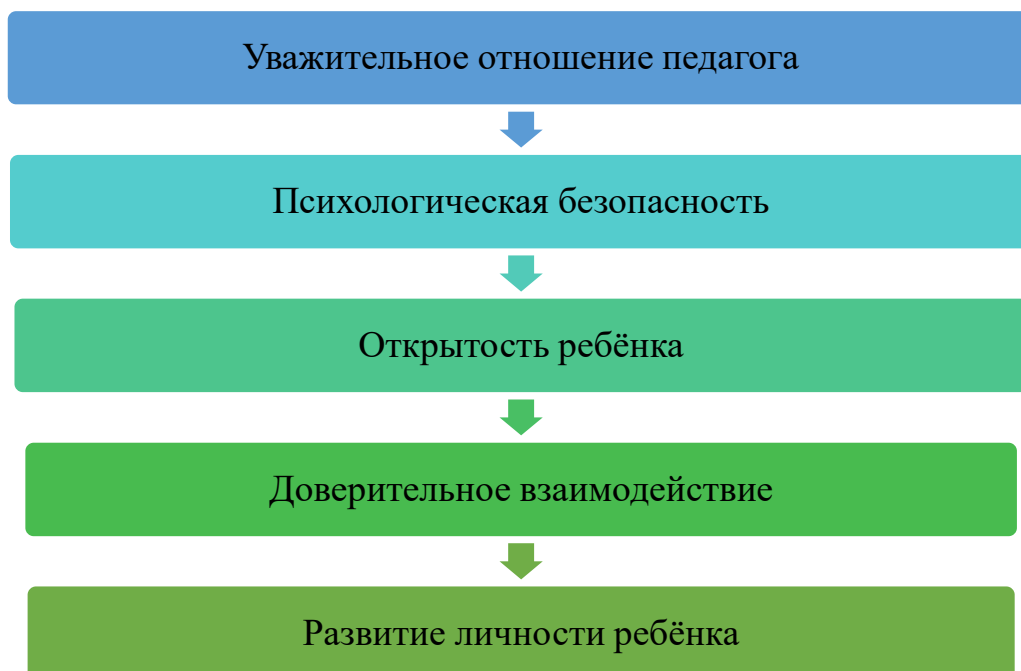 Уважительное отношение педагога
Психологическая безопасность
Открытость ребёнка
Доверительное взаимодействие
Развитие личности ребёнка